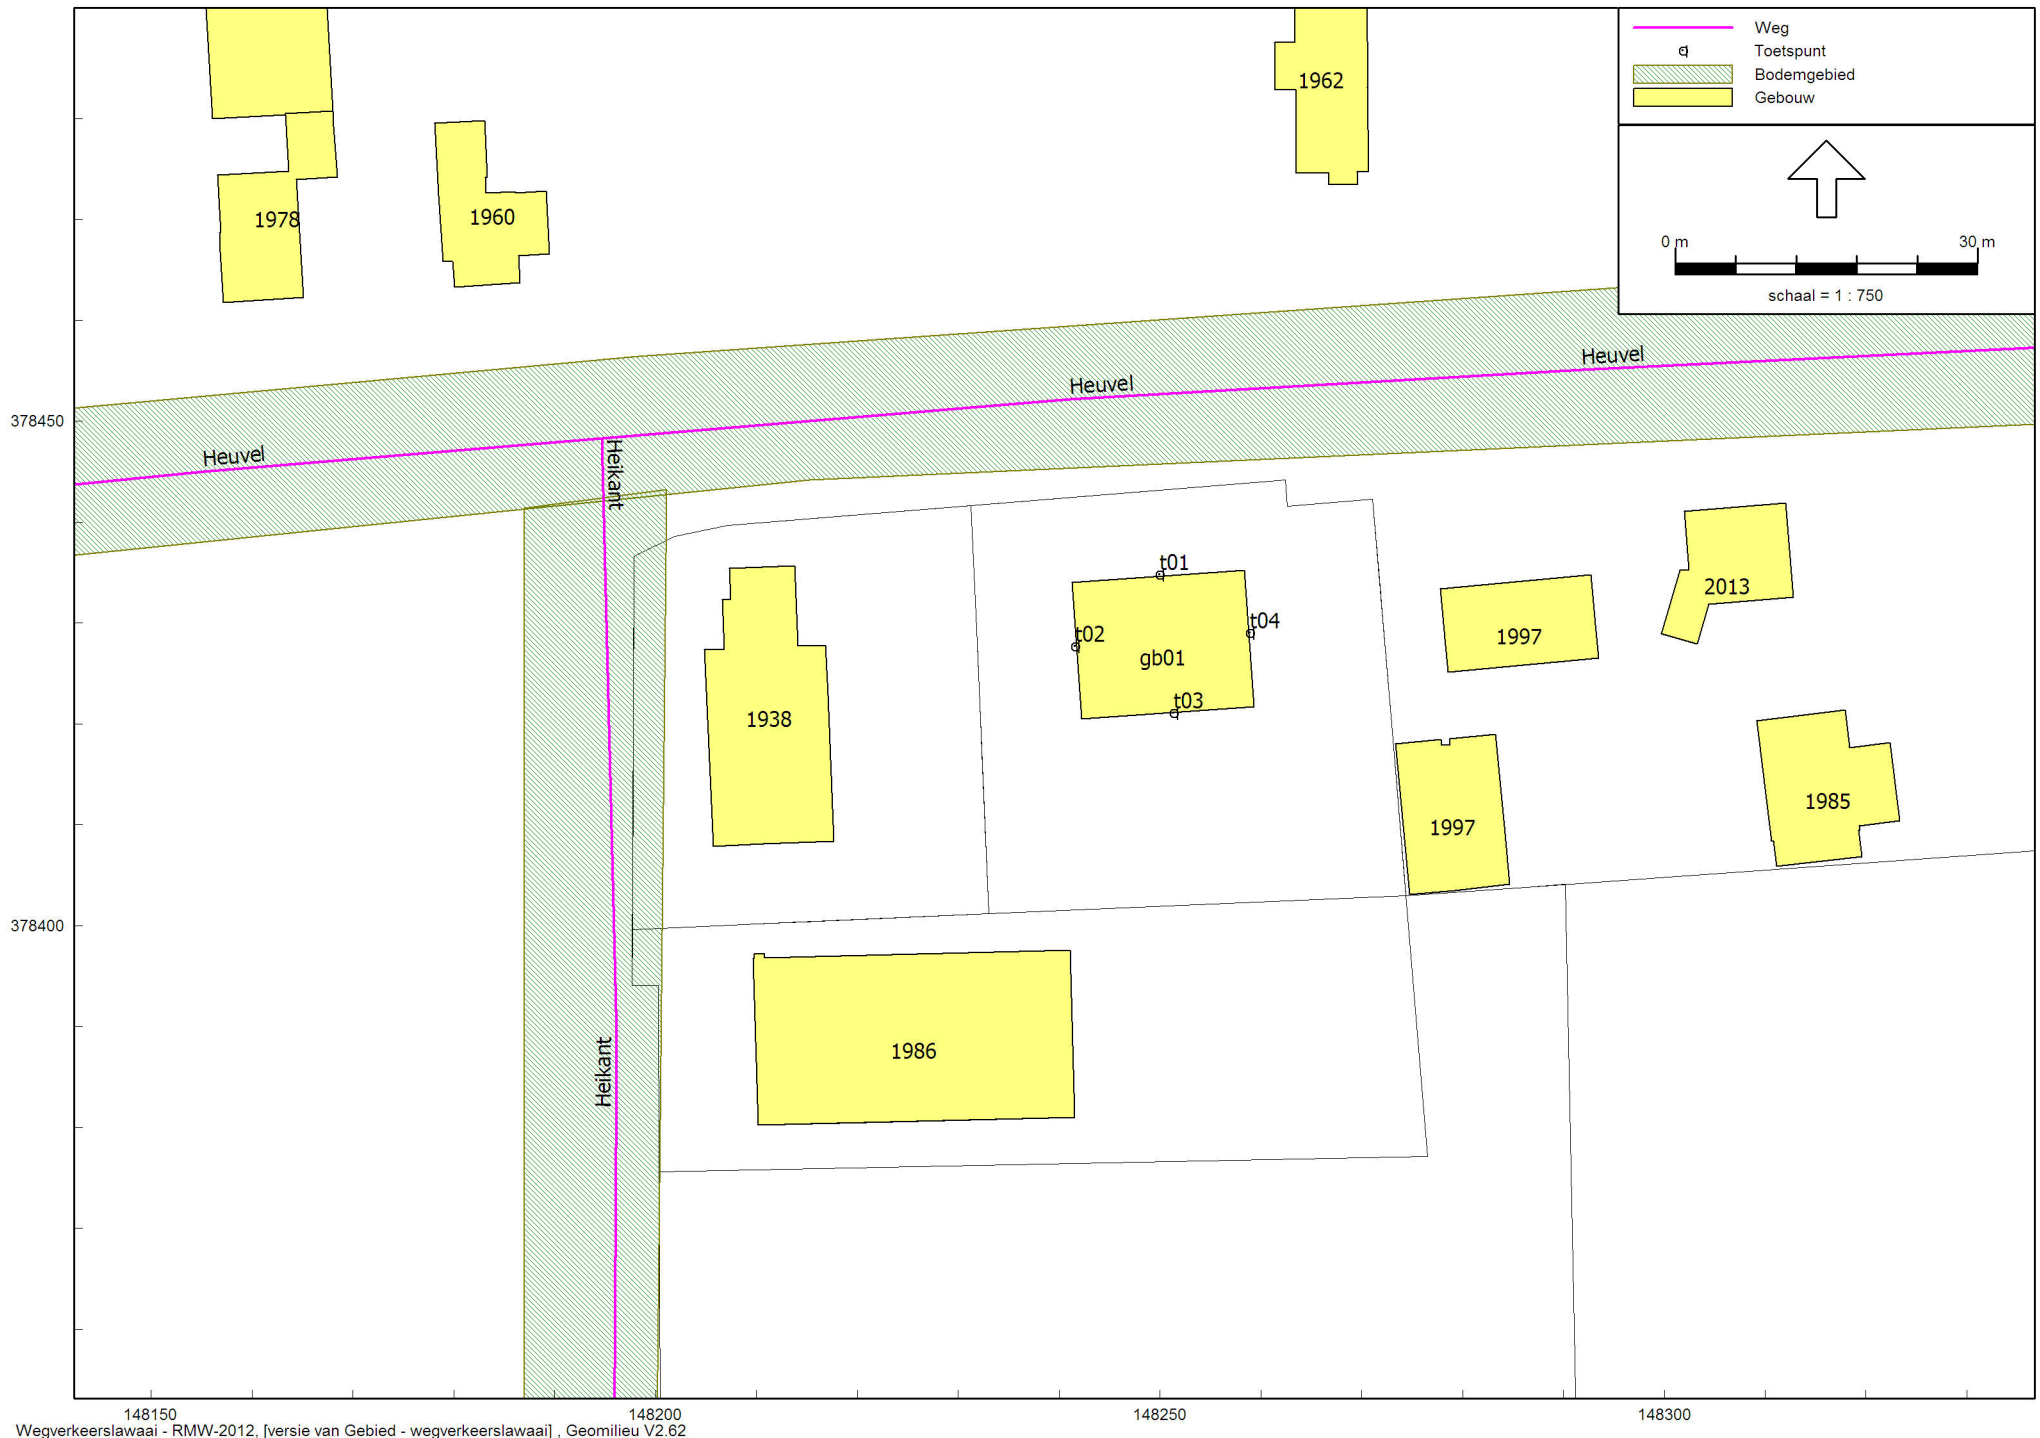 Weg
Toetspunt
Bodemgebied
Gebouw
1962
1978
1960
0 m 30 m
schaal = 1 : 750
Heuvel
Heuvel
378450
Heuvel
Heikant
t01
2013
t04
t02
1997
gb01
t03
1938
1985
1997
378400
1986
Heikant
148150 148200 148250 148300
Wegverkeerslawaai - RMW-2012, [versie van Gebied - wegverkeerslawaai] , Geomilieu V2.62